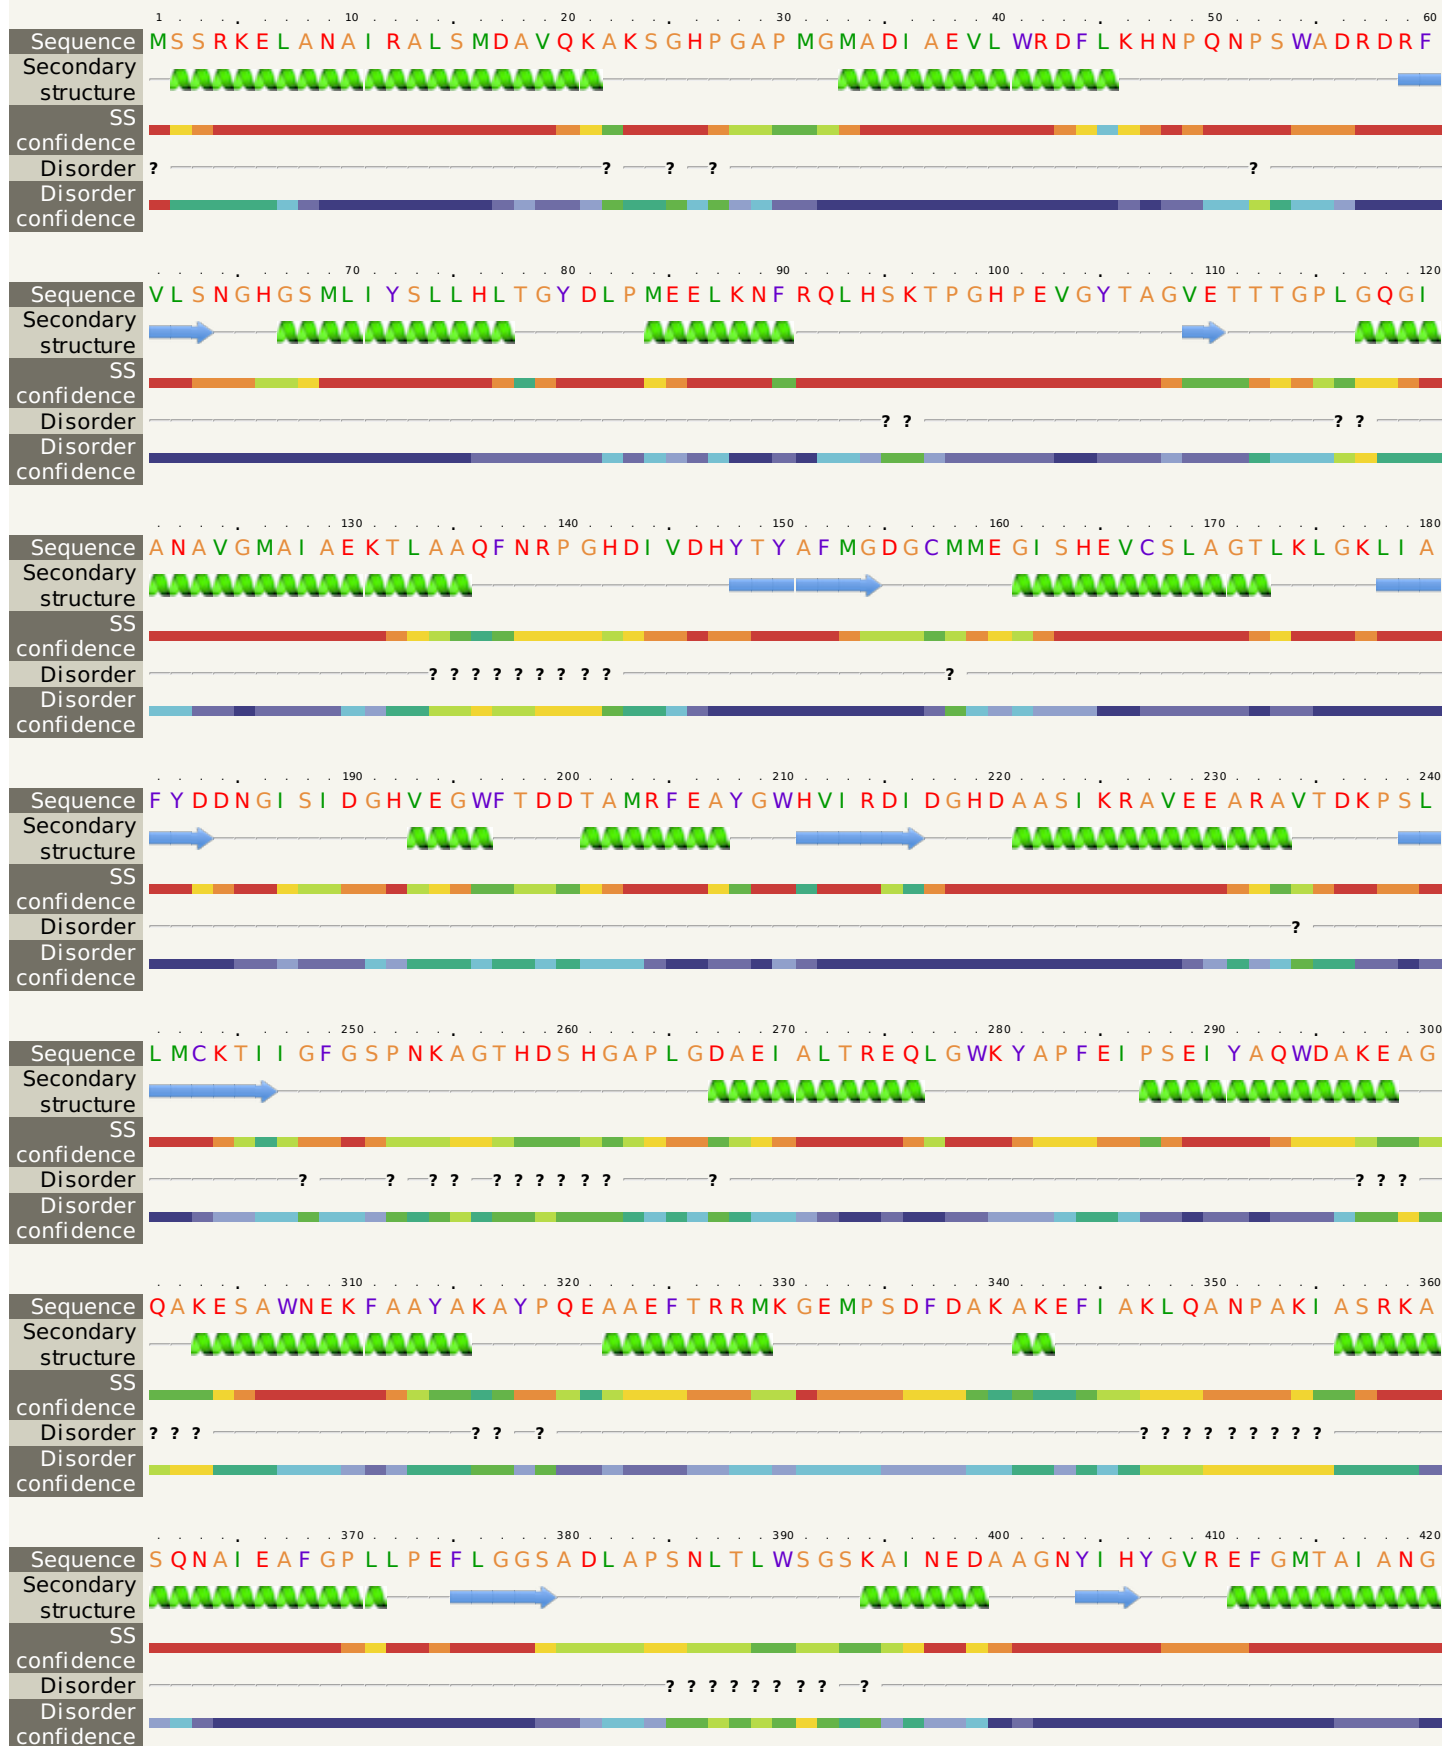 1 . . . . . . . . 10 . . . . . . . . . 20 . . . . . . . . . 30 . . . . . . . . . 40 . . . . . . . . . 50 . . . . . . . . . 60
Sequence MSSRKELANAIRALSMDAVQKAKSGHPGAPMGMADIAEVLWRDFLKHNPQNPSWADRDRF
Secondary
structure
SS
confidence
Disorder ? ? ? ? ?
Disorder
confidence
. . . . . . . . . 70 . . . . . . . . . 80 . . . . . . . . . 90 . . . . . . . . . 100 . . . . . . . . . 110 . . . . . . . . . 120
Sequence VLSNGHGSMLIYSLLHLTGYDLPMEELKNFRQLHSKTPGHPEVGYTAGVETTTGPLGQGI
Secondary
structure
SS
confidence
Disorder ? ? ? ?
Disorder
confidence
. . . . . . . . . 130 . . . . . . . . . 140 . . . . . . . . . 150 . . . . . . . . . 160 . . . . . . . . . 170 . . . . . . . . . 180
Sequence ANAVGMAIAEKTLAAQFNRPGHDIVDHYTYAFMGDGCMMEGISHEVCSLAGTLKLGKLIA
Secondary
structure
SS
confidence
Disorder ? ? ? ? ? ? ? ? ? ?
Disorder
confidence
. . . . . . . . . 190 . . . . . . . . . 200 . . . . . . . . . 210 . . . . . . . . . 220 . . . . . . . . . 230 . . . . . . . . . 240
Sequence FYDDNGISIDGHVEGWFTDDTAMRFEAYGWHVIRDIDGHDAASIKRAVEEARAVTDKPSL
Secondary
structure
SS
confidence
Disorder ?
Disorder
confidence
. . . . . . . . . 250 . . . . . . . . . 260 . . . . . . . . . 270 . . . . . . . . . 280 . . . . . . . . . 290 . . . . . . . . . 300
Sequence LMCKTIIGFGSPNKAGTHDSHGAPLGDAEIALTREQLGWKYAPFEIPSEIYAQWDAKEAG
Secondary
structure
SS
confidence
Disorder ? ? ? ? ? ? ? ? ? ? ? ? ? ?
Disorder
confidence
. . . . . . . . . 310 . . . . . . . . . 320 . . . . . . . . . 330 . . . . . . . . . 340 . . . . . . . . . 350 . . . . . . . . . 360
Sequence QAKESAWNEKFAAYAKAYPQEAAEFTRRMKGEMPSDFDAKAKEFIAKLQANPAKIASRKA
Secondary
structure
SS
confidence
Disorder ? ? ? ? ? ? ? ? ? ? ? ? ? ? ?
Disorder
confidence
. . . . . . . . . 370 . . . . . . . . . 380 . . . . . . . . . 390 . . . . . . . . . 400 . . . . . . . . . 410 . . . . . . . . . 420
Sequence SQNAIEAFGPLLPEFLGGSADLAPSNLTLWSGSKAINEDAAGNYIHYGVREFGMTAIANG
Secondary
structure
SS
confidence
Disorder ? ? ? ? ? ? ? ? ?
Disorder
confidence